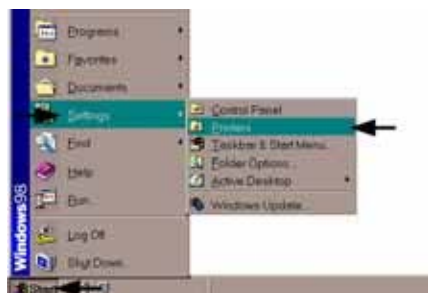 Programs
Favorites
Documents
Settings
Find
Help
Run...
Log Off
Shut Down...
Control Panel
Printers
Taskbar & Start Menu...
Folder Options...
Active Desktop
Windows Update...
Windows98
Start